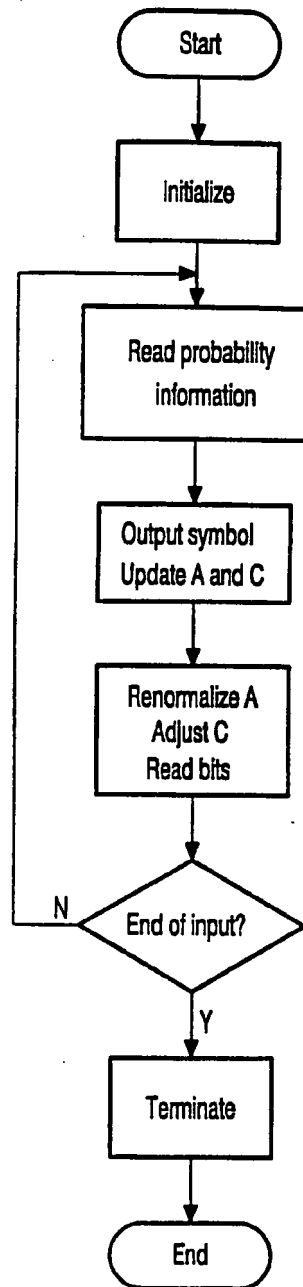 Start
Initialize
Read probability
information
Output symbol
Update A and C
Renormalize A
Adjust C
Read bits
N
End of input?
Y
Terminate
End